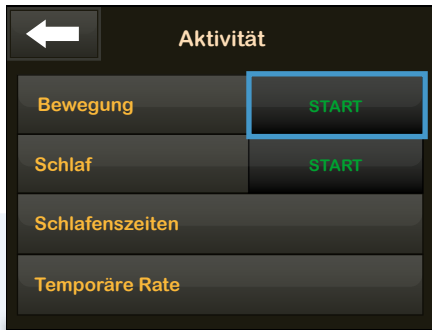 Aktivität
Bewegung START
Schlaf START
Schlafenszeiten
Temporäre Rate